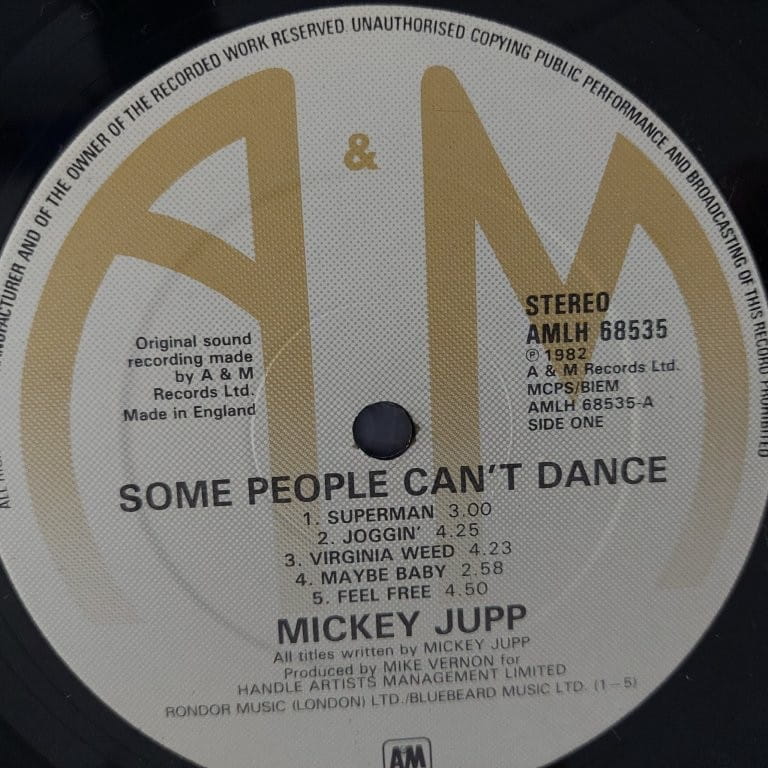 MANUFACTURER AND OF THE OWNER OF THE RECORDED WORK RESERVED. UNAUTHORISED COPYING PUBLIC PERFORMANCE AND BROADCASTING OF THIS RECORD PROHIBITED
ALL
A & M
Original sound
recording made
by A & M
Records Ltd.
Made in England
STEREO
AMLH 68535
Ⓟ 1982
A & M Records Ltd.
MCPS/BIEM
AMLH 68535-A
SIDE ONE
SOME PEOPLE CAN'T DANCE
1. SUPERMAN 3.00
2. JOGGIN' 4.25
3. VIRGINIA WEED 4.23
4. MAYBE BABY 2.58
5. FEEL FREE 4.50
MICKEY JUPP
All titles written by MICKEY JUPP
Produced by MIKE VERNON for
HANDLE ARTISTS MANAGEMENT LIMITED
RONDOR MUSIC (LONDON) LTD./BLUEBEARD MUSIC LTD. (1–5)
AM